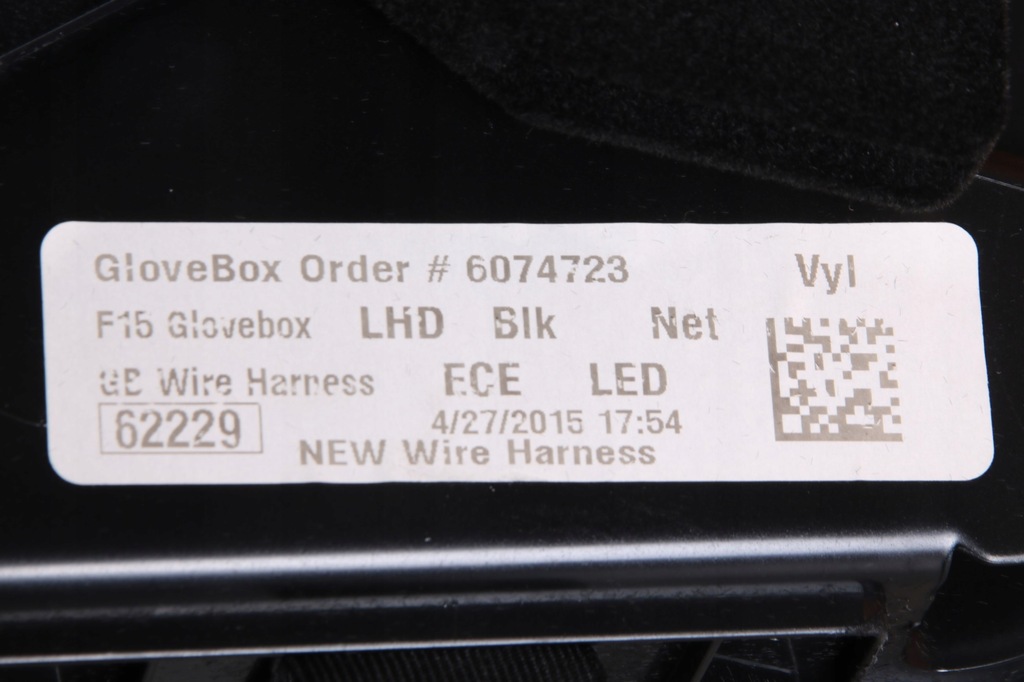 GloveBox Order # 6074723 Vyl
F15 Glovebox LHD Blk Net
GB Wire Harness ECE LED
62229 4/27/2015 17:54
NEW Wire Harness